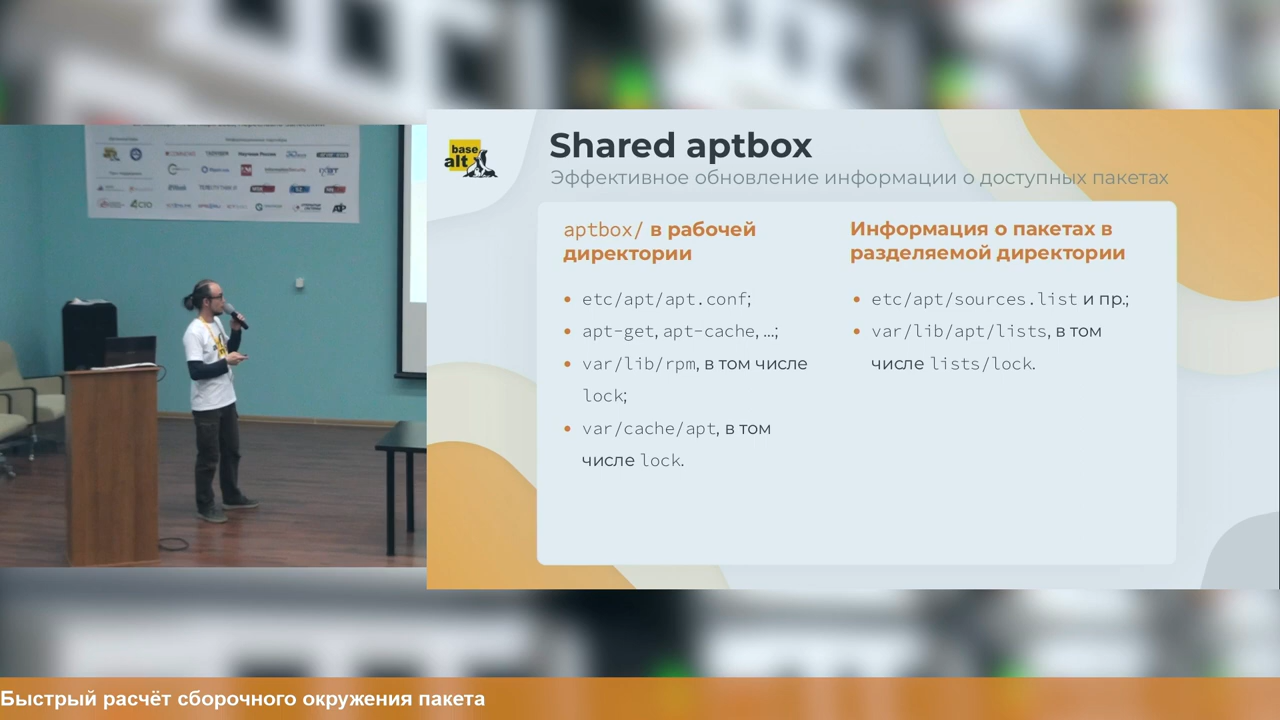 base
alt
Shared aptbox
Эффективное обновление информации о доступных пакетах
aptbox/ в рабочей
директории
• etc/apt/apt.conf;
• apt-get, apt-cache, ...;
• var/lib/rpm, в том числе
lock;
• var/cache/apt, в том
числе lock.
Информация о пакетах в
разделяемой директории
• etc/apt/sources.list и пр.;
• var/lib/apt/lists, в том
числе lists/lock.
Быстрый расчёт сборочного окружения пакета